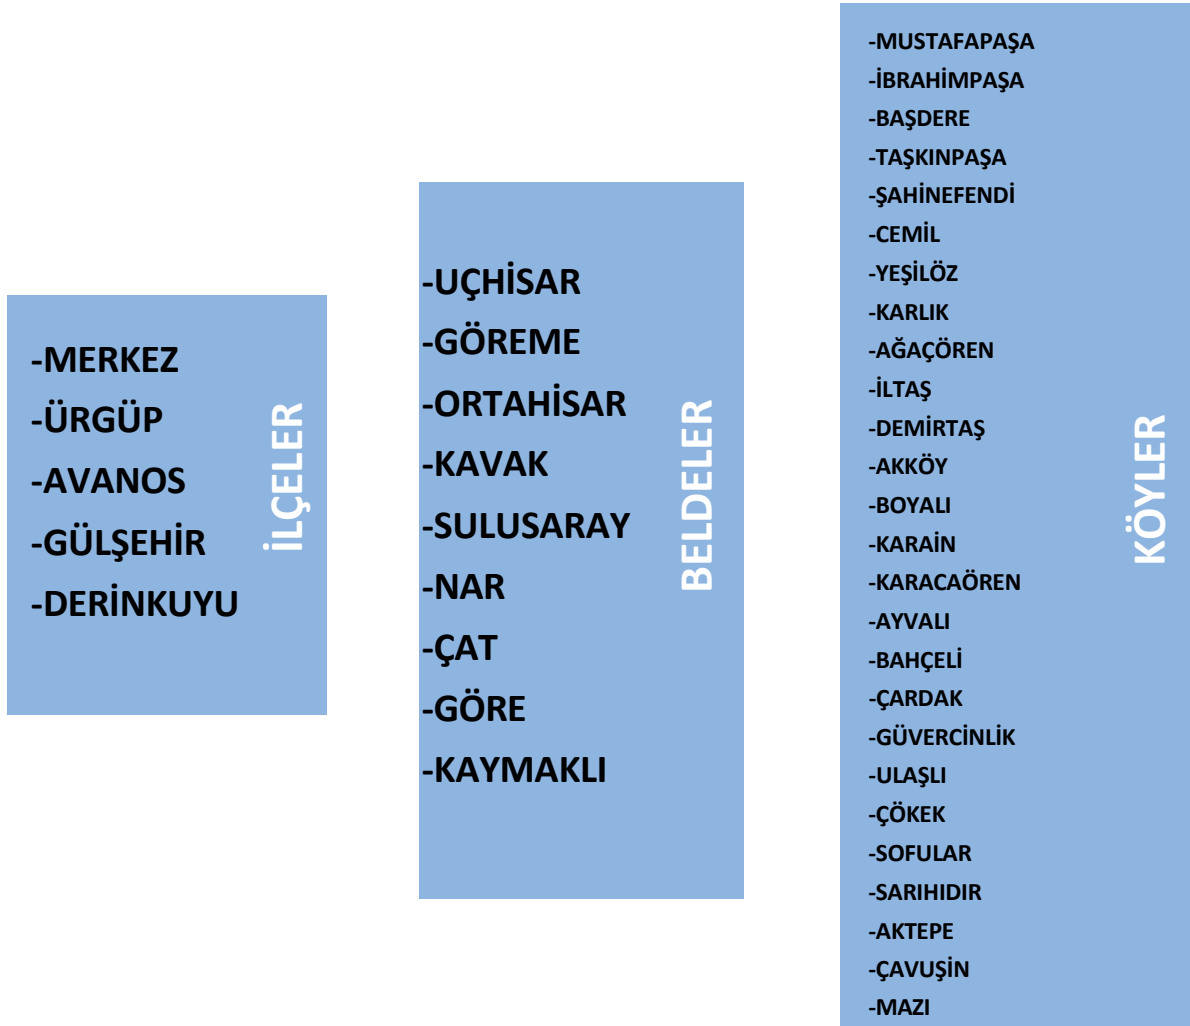 -MERKEZ
-ÜRGÜP
-AVANOS
-GÜLŞEHİR
-DERİNKUYU
İLÇELER
-UÇHİSAR
-GÖREME
-ORTAHİSAR
-KAVAK
-SULUSARAY
-NAR
-ÇAT
-GÖRE
-KAYMAKLI
BELDELER
-MUSTAFAPAŞA
-İBRAHİMPAŞA
-BAŞDERE
-TAŞKINPAŞA
-ŞAHİNEFENDİ
-CEMİL
-YEŞİLÖZ
-KARLIK
-AĞAÇÖREN
-İLTAŞ
-DEMİRTAŞ
-AKKÖY
-BOYALI
-KARAİN
-KARACAÖREN
-AYVALI
-BAHÇELİ
-ÇARDAK
-GÜVERCİNLİK
-ULAŞLI
-ÇÖKEK
-SOFULAR
-SARIHIDIR
-AKTEPE
-ÇAVUŞİN
-MAZI
KÖYLER